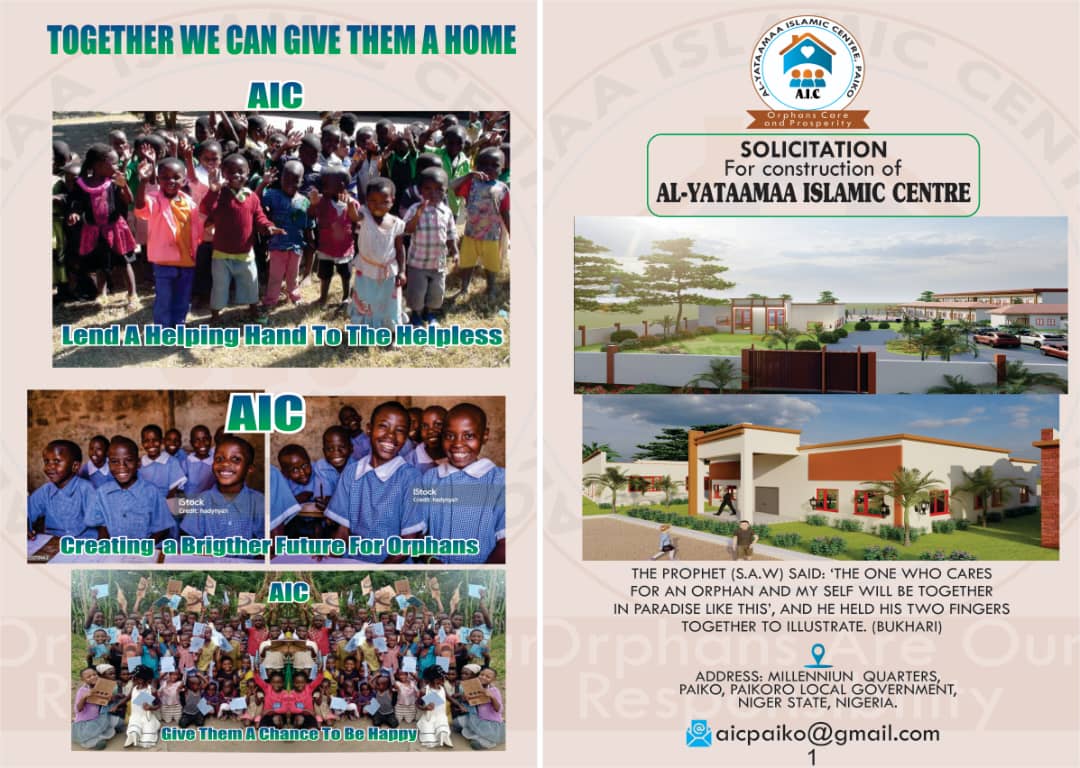 TOGETHER WE CAN GIVE THEM A HOME
AIC
Lend A Helping Hand To The Helpless
AIC
iStock
Credit: hadynyah
iStock
Credit: hadynyah
Creating a Brigther Future For Orphans
AIC
Give Them A Chance To Be Happy
AL-YATAAMAA ISLAMIC CENTRE, PAIKO
A.I.C
Orphans Care
and Prosperity
SOLICITATION
For construction of
AL-YATAAMAA ISLAMIC CENTRE
THE PROPHET (S.A.W) SAID: ‘THE ONE WHO CARES
FOR AN ORPHAN AND MY SELF WILL BE TOGETHER
IN PARADISE LIKE THIS’, AND HE HELD HIS TWO FINGERS
TOGETHER TO ILLUSTRATE. (BUKHARI)
Orphans Are Our
Responsibility
ADDRESS: MILLENNIUN QUARTERS,
PAIKO, PAIKORO LOCAL GOVERNMENT,
NIGER STATE, NIGERIA.
aicpaiko@gmail.com
1